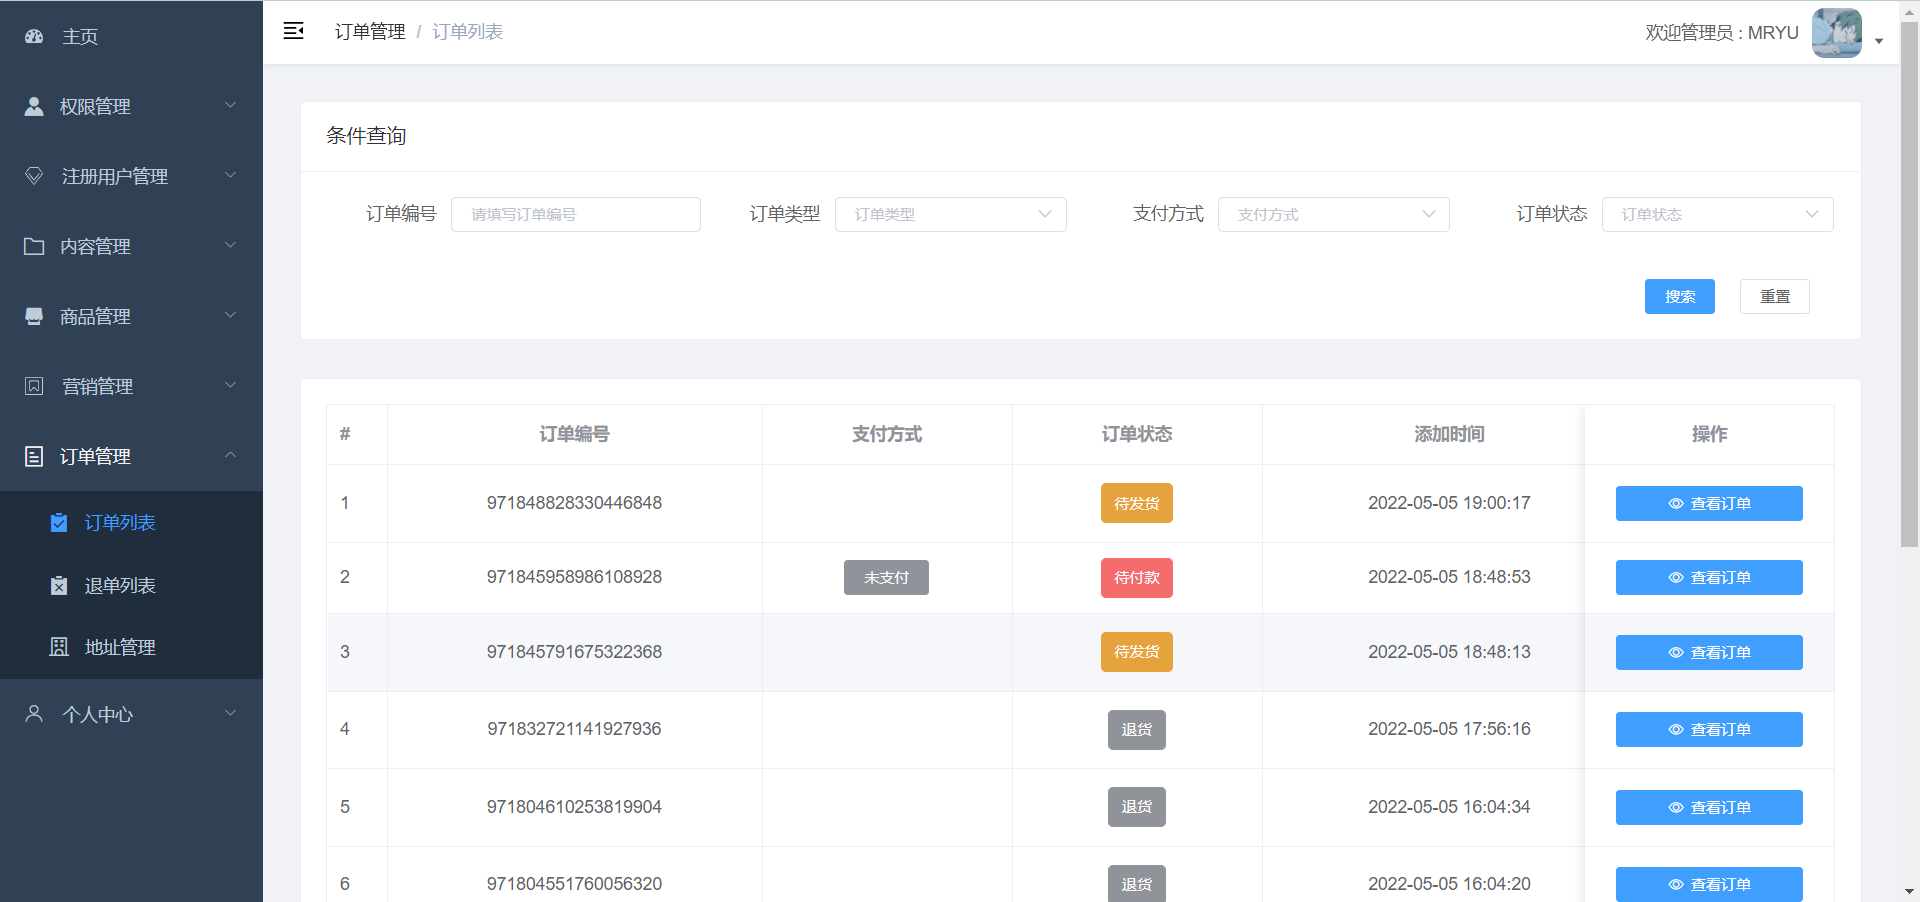 主页
权限管理
注册用户管理
内容管理
商品管理
营销管理
订单管理
订单列表
退单列表
地址管理
个人中心
订单管理 / 订单列表
欢迎管理员 : MRYU
条件查询
订单编号 请填写订单编号 订单类型 订单类型 支付方式 支付方式 订单状态 订单状态
搜索 重置
# 订单编号 支付方式 订单状态 添加时间 操作
1 971848828330446848 待发货 2022-05-05 19:00:17 查看订单
2 971845958986108928 未支付 待付款 2022-05-05 18:48:53 查看订单
3 971845791675322368 待发货 2022-05-05 18:48:13 查看订单
4 971832721141927936 退货 2022-05-05 17:56:16 查看订单
5 971804610253819904 退货 2022-05-05 16:04:34 查看订单
6 971804551760056320 退货 2022-05-05 16:04:20 查看订单